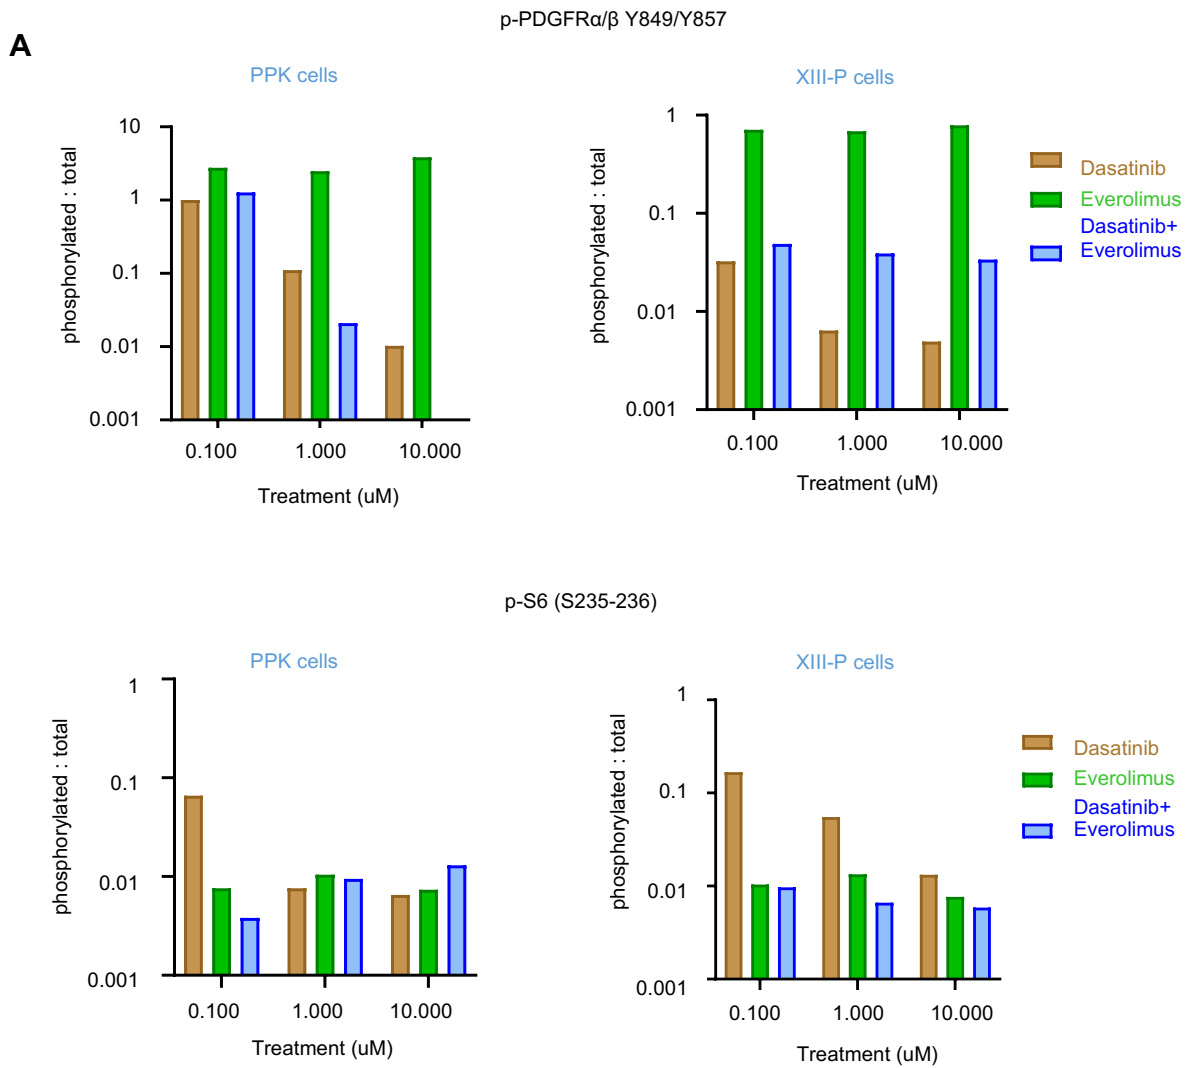 p-PDGFRα/β Y849/Y857
A
PPK cells
phosphorylated : total
10
1
0.1
0.01
0.001
0.100 1.000 10.000
Treatment (uM)
XIII-P cells
phosphorylated : total
1
0.1
0.01
0.001
0.100 1.000 10.000
Treatment (uM)
Dasatinib
Everolimus
Dasatinib+
Everolimus
p-S6 (S235-236)
PPK cells
phosphorylated : total
1
0.1
0.01
0.001
0.100 1.000 10.000
Treatment (uM)
XIII-P cells
phosphorylated : total
1
0.1
0.01
0.001
0.100 1.000 10.000
Treatment (uM)
Dasatinib
Everolimus
Dasatinib+
Everolimus